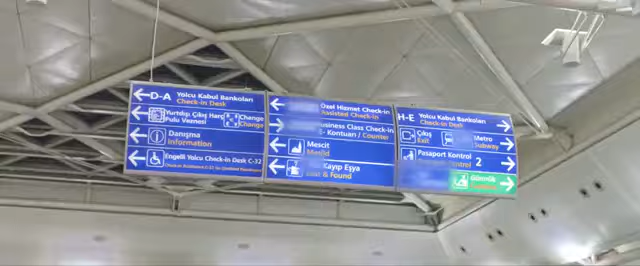 D-A Yolcu Kabul Bankoları
Check-in Desk
Yurtdışı Çıkış Harç
Pulu Veznesi
Change
Danışma
Information
Engelli Yolcu Check-in Desk C-32
Özel Hizmet Check-in
Assisted Check-in
Business Class Check-in
- Kontuarı / Counter
Mescit
Mescid
Kayıp Eşya
Lost & Found
H-E Yolcu Kabul Bankoları
Check-in Desk
Çıkış
Exit
Metro
Subway
Pasaport Kontrol 2
Control
Gümrük